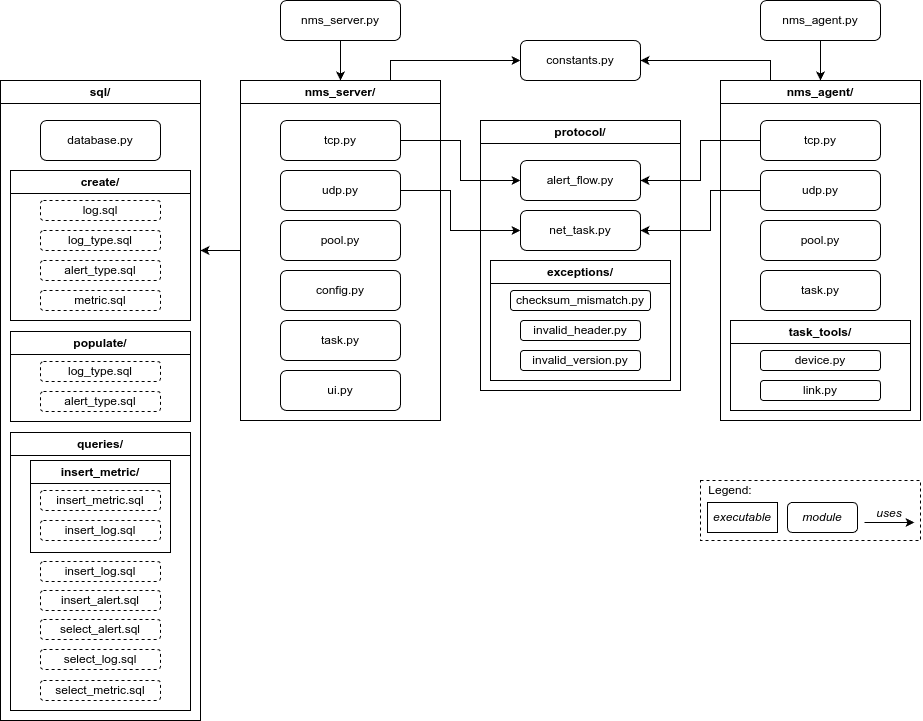 nms_server.py
nms_agent.py
constants.py
sql/
database.py
create/
log.sql
log_type.sql
alert_type.sql
metric.sql
populate/
log_type.sql
alert_type.sql
queries/
insert_metric/
insert_metric.sql
insert_log.sql
insert_log.sql
insert_alert.sql
select_alert.sql
select_log.sql
select_metric.sql
nms_server/
tcp.py
udp.py
pool.py
config.py
task.py
ui.py
protocol/
alert_flow.py
net_task.py
exceptions/
checksum_mismatch.py
invalid_header.py
invalid_version.py
nms_agent/
tcp.py
udp.py
pool.py
task.py
task_tools/
device.py
link.py
Legend:
executable
module
uses